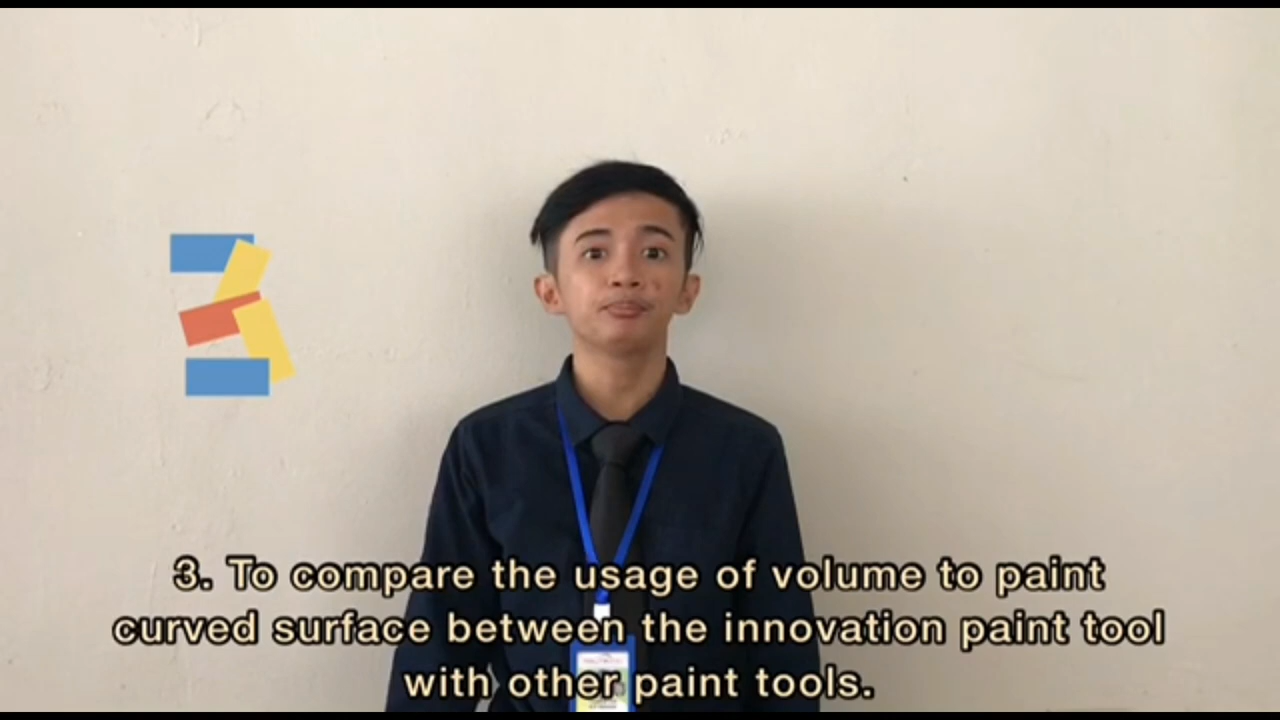 3. To compare the usage of volume to paint
curved surface between the innovation paint tool
with other paint tools.